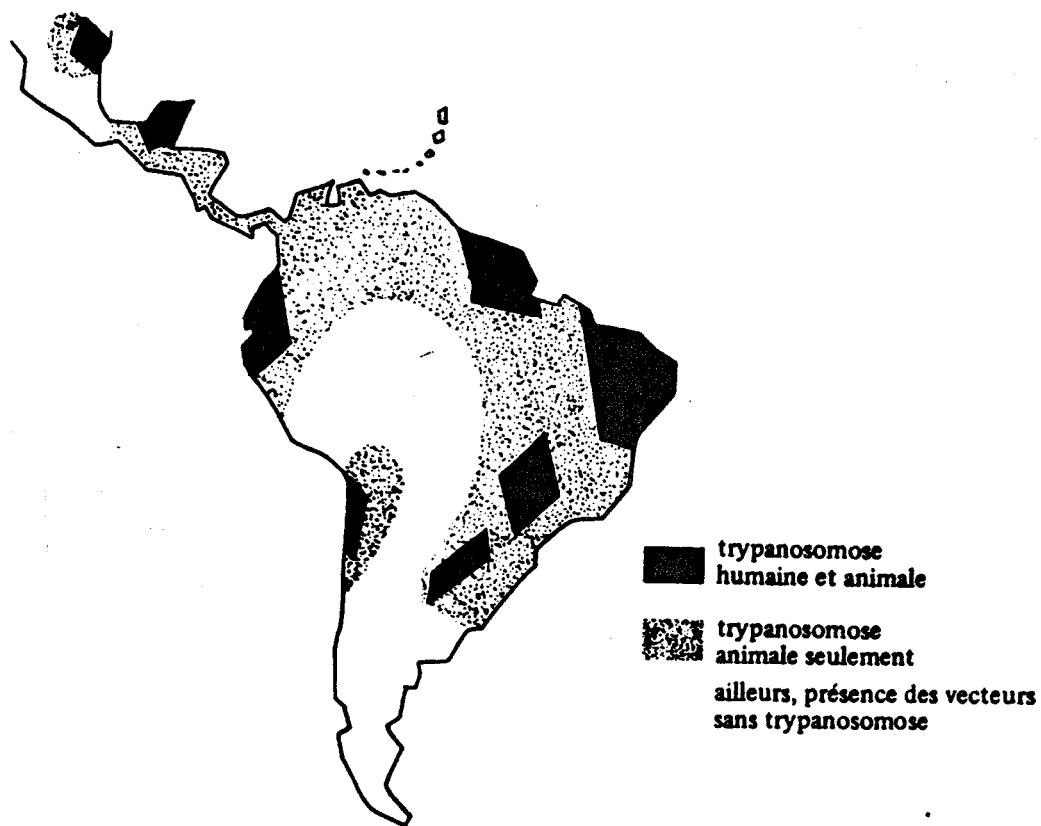 trypanosomose
humaine et animale
trypanosomose
animale seulement
ailleurs, présence des vecteurs
sans trypanosomose